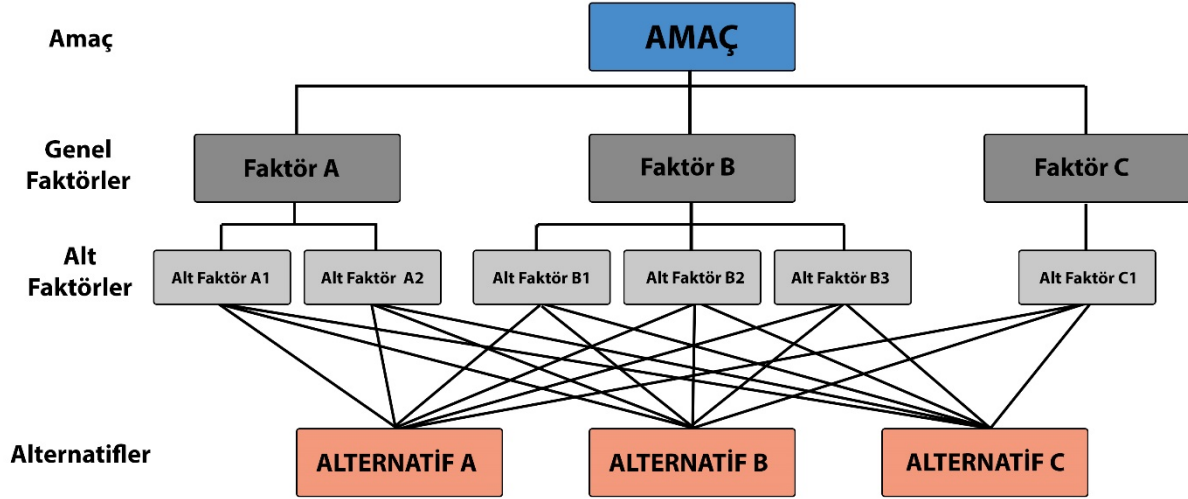 Amaç
AMAÇ
Genel
Faktörler
Faktör A
Faktör B
Faktör C
Alt
Faktörler
Alt Faktör A1
Alt Faktör A2
Alt Faktör B1
Alt Faktör B2
Alt Faktör B3
Alt Faktör C1
Alternatifler
ALTERNATİF A
ALTERNATİF B
ALTERNATİF C